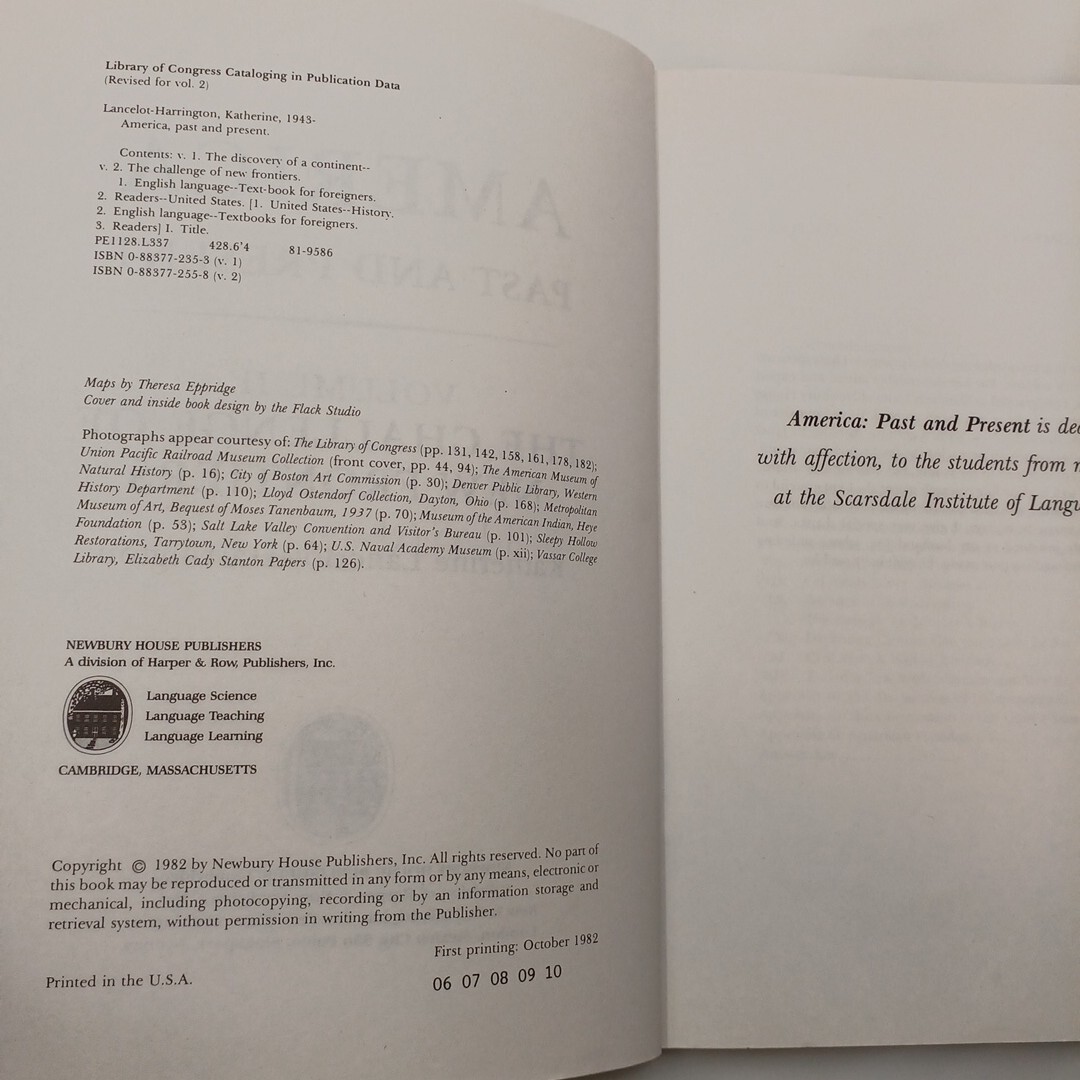 Library of Congress Cataloging in Publication Data
(Revised for vol. 2)
Lancelot-Harrington, Katherine, 1943-
America, past and present.
Contents: v. 1. The discovery of a continent--
v. 2. The challenge of new frontiers.
1. English language--Text-book for foreigners.
2. Readers--United States. [1. United States--History.
2. English language--Textbooks for foreigners.
3. Readers] I. Title.
PE1128.L337 428.6'4 81-9586
ISBN 0-88377-235-3 (v. 1)
ISBN 0-88377-255-8 (v. 2)
Maps by Theresa Eppridge
Cover and inside book design by the Flack Studio
Photographs appear courtesy of: The Library of Congress (pp. 131, 142, 158, 161, 178, 182);
Union Pacific Railroad Museum Collection (front cover, pp. 44, 94); The American Museum of
Natural History (p. 16); City of Boston Art Commission (p. 30); Denver Public Library, Western
History Department (p. 110); Lloyd Ostendorf Collection, Dayton, Ohio (p. 168); Metropolitan
Museum of Art, Bequest of Moses Tanenbaum, 1937 (p. 70); Museum of the American Indian, Heye
Foundation (p. 53); Salt Lake Valley Convention and Visitor's Bureau (p. 101); Sleepy Hollow
Restorations, Tarrytown, New York (p. 64); U.S. Naval Academy Museum (p. xii); Vassar College
Library, Elizabeth Cady Stanton Papers (p. 126).
NEWBURY HOUSE PUBLISHERS
A division of Harper & Row, Publishers, Inc.
Language Science
Language Teaching
Language Learning
CAMBRIDGE, MASSACHUSETTS
Copyright © 1982 by Newbury House Publishers, Inc. All rights reserved. No part of
this book may be reproduced or transmitted in any form or by any means, electronic or
mechanical, including photocopying, recording or by an information storage and
retrieval system, without permission in writing from the Publisher.
First printing: October 1982
Printed in the U.S.A.
06 07 08 09 10
America: Past and Present is
with affection, to the students from
at the Scarsdale Institute of